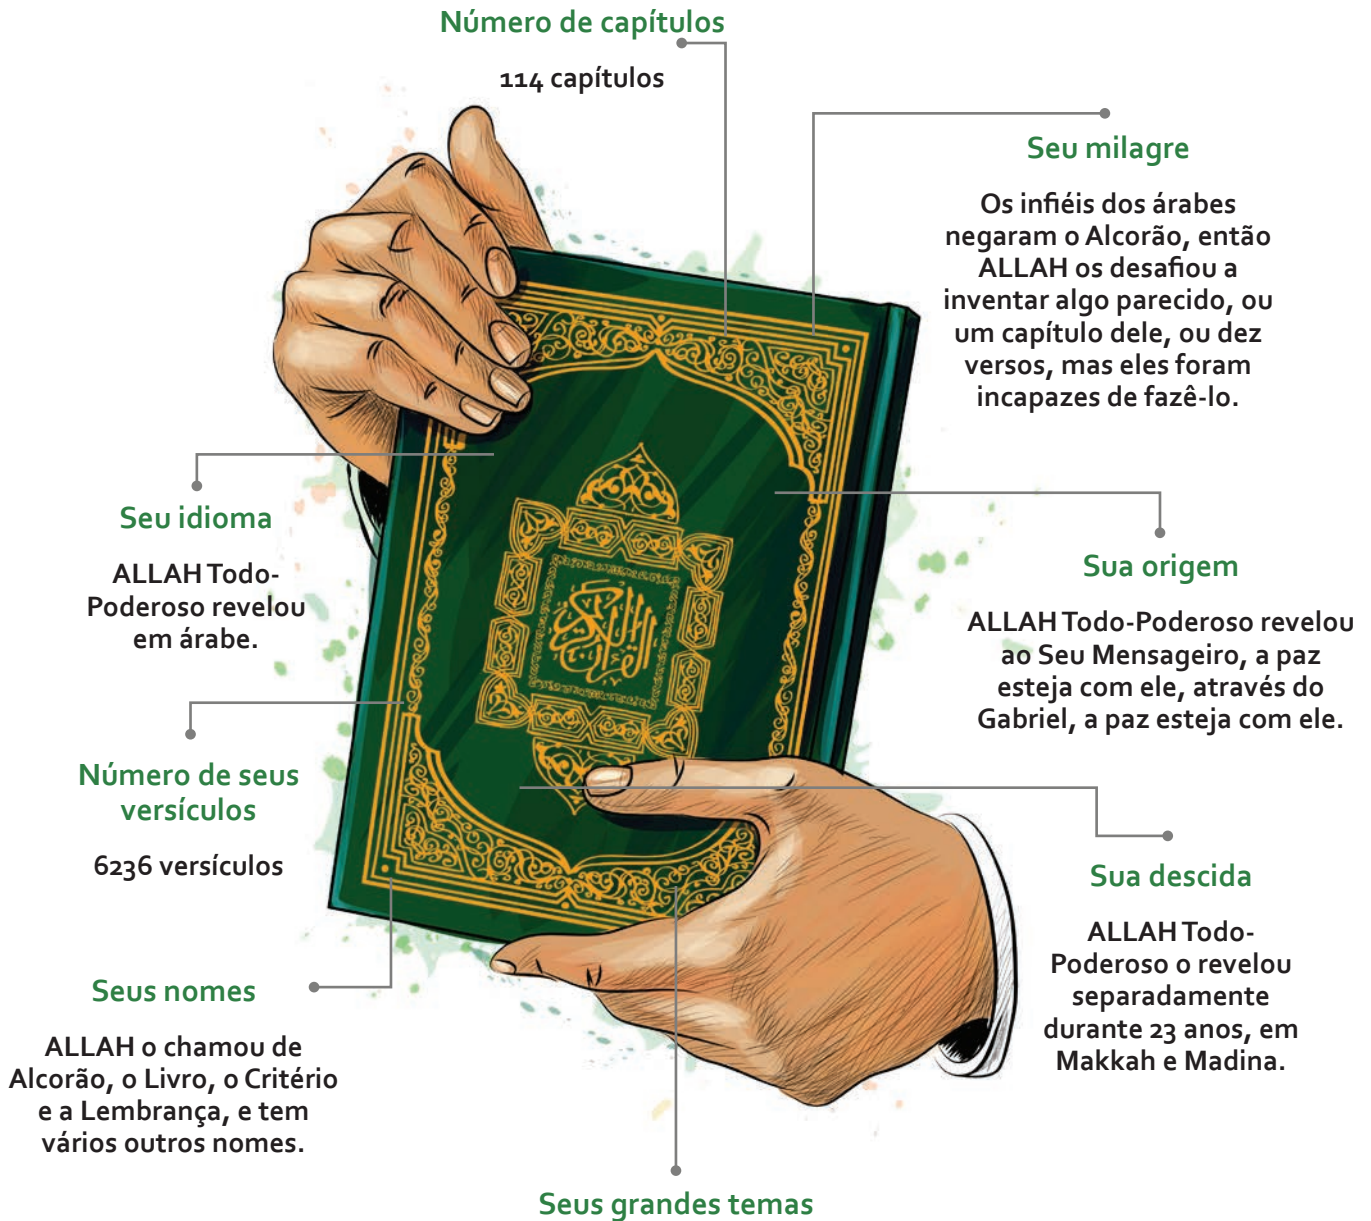 Número de capítulos
114 capítulos
Seu milagre
Os infiéis dos árabes
negaram o Alcorão, então
ALLAH os desafiou a
inventar algo parecido, ou
um capítulo dele, ou dez
versos, mas eles foram
incapazes de fazê-lo.
Seu idioma
ALLAH Todo-
Poderoso revelou
em árabe.
Sua origem
ALLAH Todo-Poderoso revelou
ao Seu Mensageiro, a paz
esteja com ele, através do
Gabriel, a paz esteja com ele.
القرآن الكريم
Número de seus
versículos
6236 versículos
Sua descida
ALLAH Todo-
Poderoso o revelou
separadamente
durante 23 anos, em
Makkah e Madina.
Seus nomes
ALLAH o chamou de
Alcorão, o Livro, o Critério
e a Lembrança, e tem
vários outros nomes.
Seus grandes temas